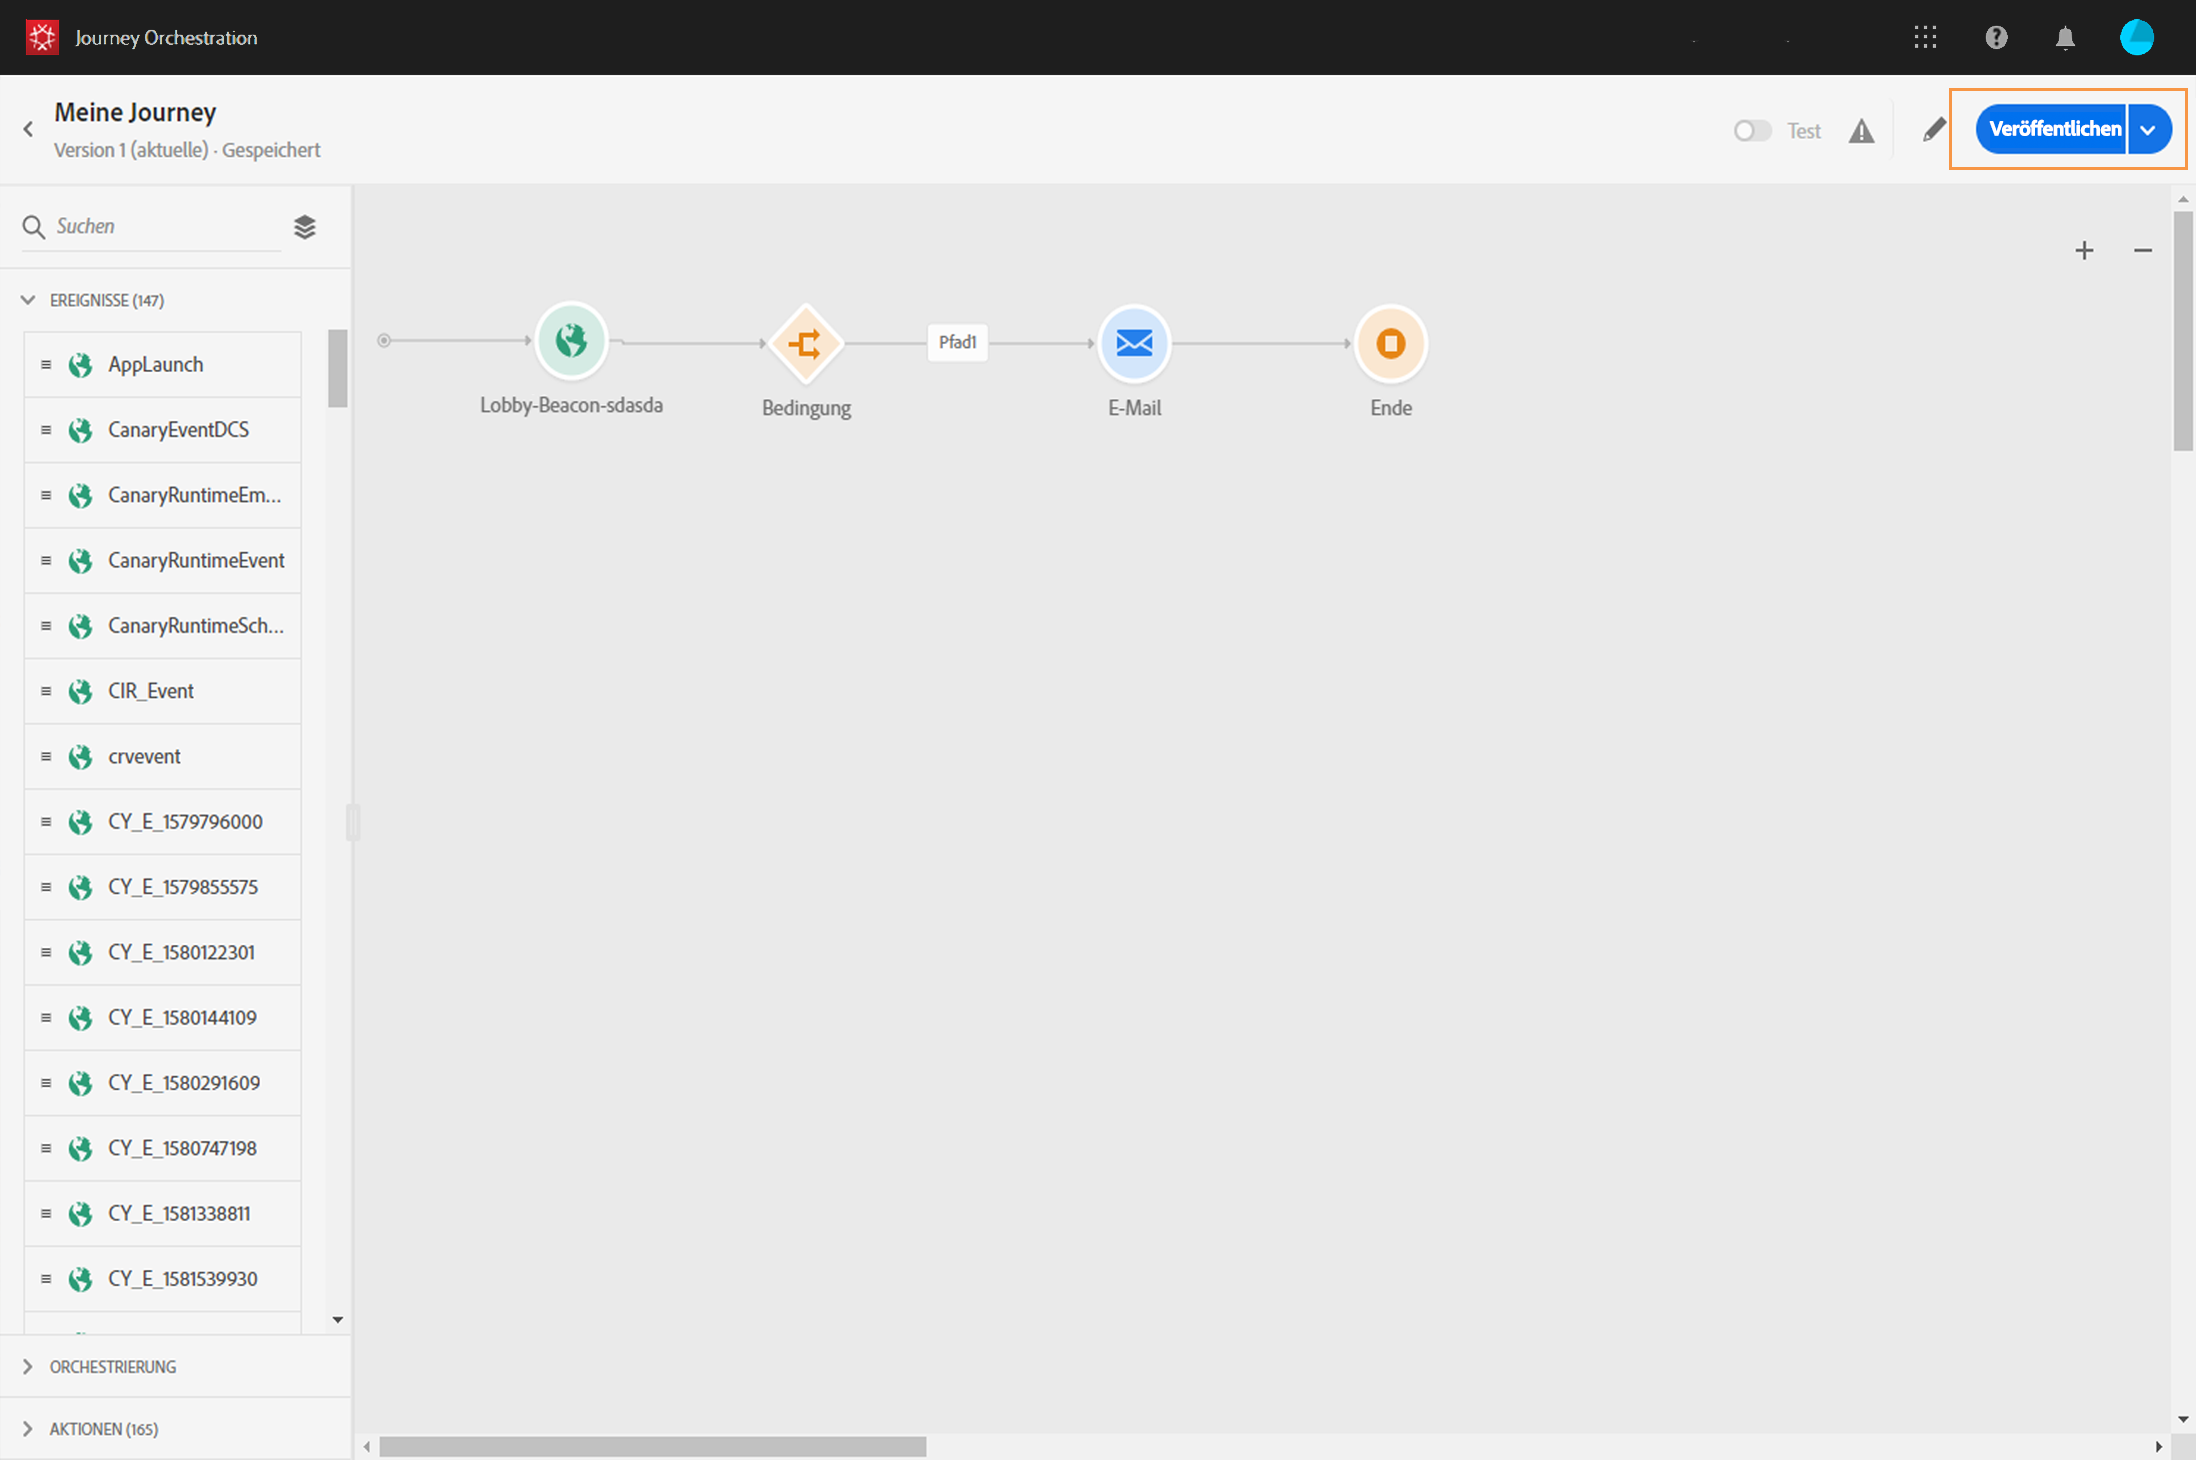 Journey Orchestration
Meine Journey
Version 1 (aktuelle) · Gespeichert
Test
Veröffentlichen
Suchen
EREIGNISSE (147)
AppLaunch
CanaryEventDCS
CanaryRuntimeEm...
CanaryRuntimeEvent
CanaryRuntimeSch...
CIR_Event
crvevent
CY_E_1579796000
CY_E_1579855575
CY_E_1580122301
CY_E_1580144109
CY_E_1580291609
CY_E_1580747198
CY_E_1581338811
CY_E_1581539930
ORCHESTRIERUNG
AKTIONEN (165)
Pfad1
Lobby-Beacon-sdasda
Bedingung
E-Mail
Ende